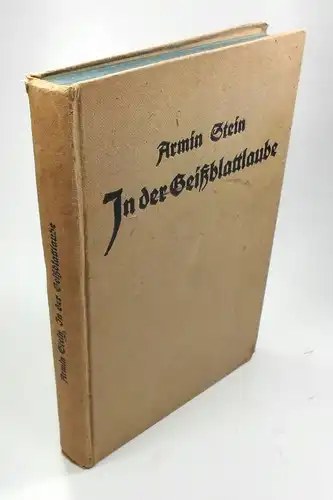 Armin Stein
In der Geißblattlaube
Armin Stein, In der Geißblattlaube